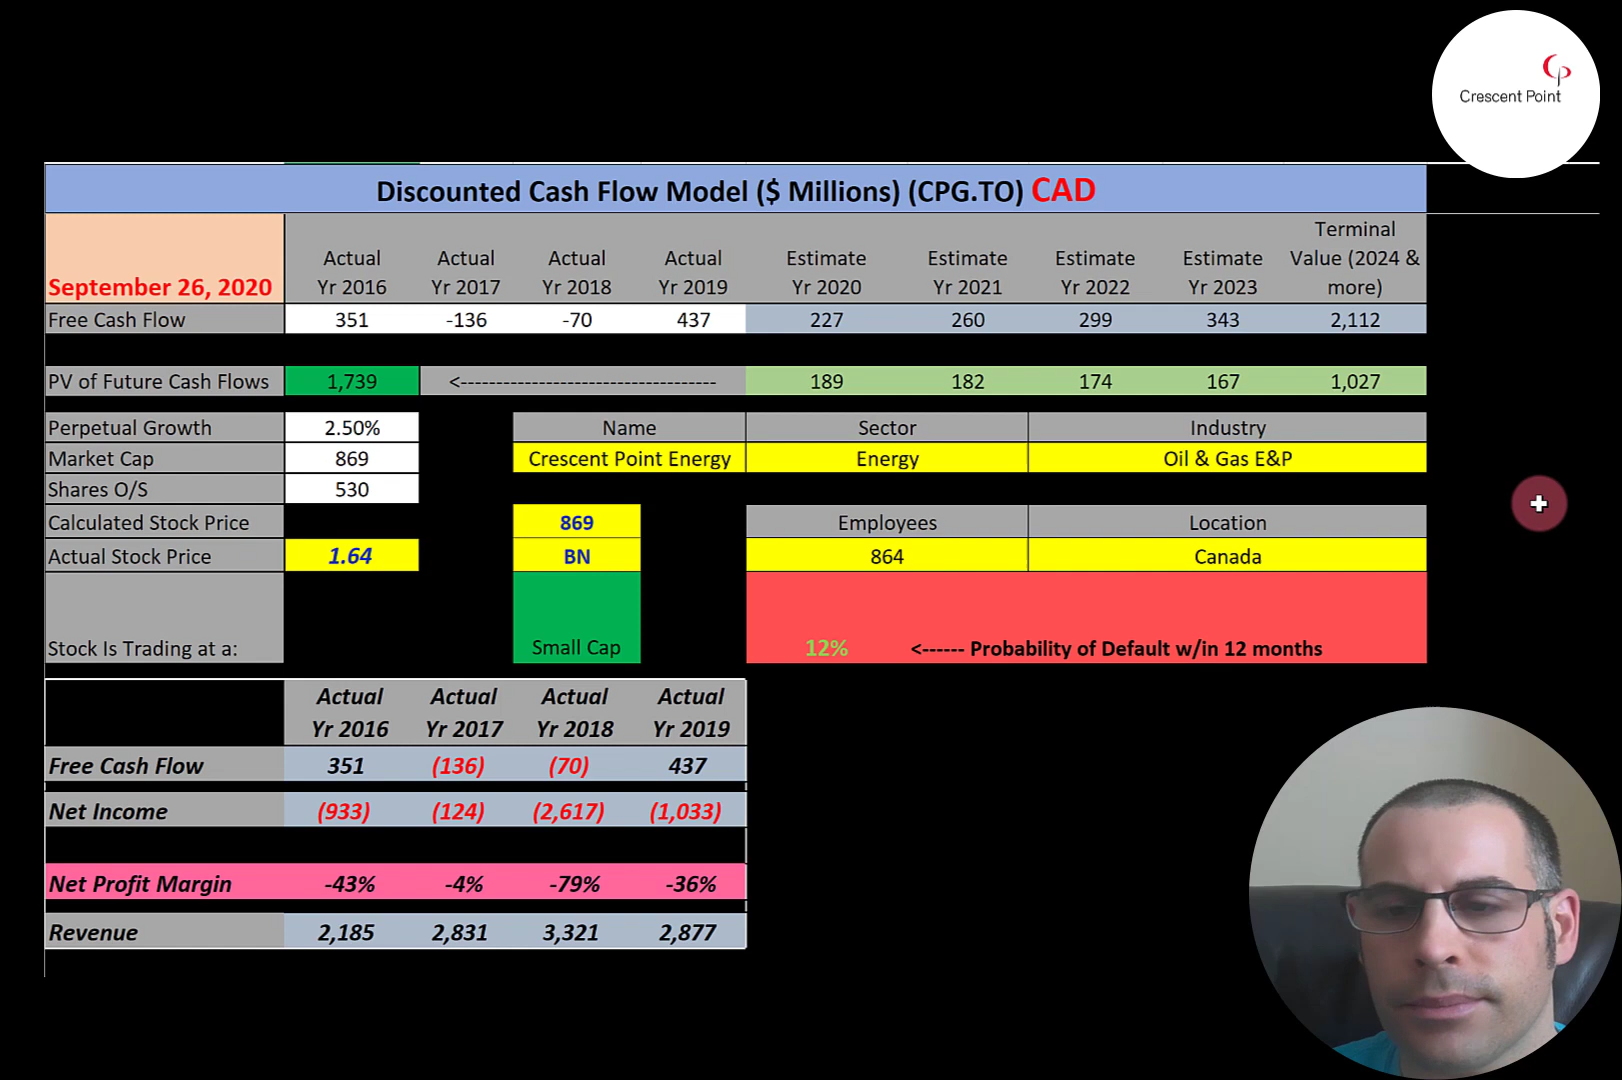 Crescent Point
Discounted Cash Flow Model ($ Millions) (CPG.TO) CAD
September 26, 2020 Actual Yr 2016 Actual Yr 2017 Actual Yr 2018 Actual Yr 2019 Estimate Yr 2020 Estimate Yr 2021 Estimate Yr 2022 Estimate Yr 2023 Terminal Value (2024 & more)
Free Cash Flow 351 -136 -70 437 227 260 299 343 2,112
PV of Future Cash Flows 1,739 <------------------------------------ 189 182 174 167 1,027
Perpetual Growth 2.50% Name Sector Industry
Market Cap 869 Crescent Point Energy Energy Oil & Gas E&P
Shares O/S 530
Calculated Stock Price 869 Employees Location
Actual Stock Price 1.64 BN 864 Canada
Stock Is Trading at a: Small Cap 12% <------ Probability of Default w/in 12 months
Actual Yr 2016 Actual Yr 2017 Actual Yr 2018 Actual Yr 2019
Free Cash Flow 351 (136) (70) 437
Net Income (933) (124) (2,617) (1,033)
Net Profit Margin -43% -4% -79% -36%
Revenue 2,185 2,831 3,321 2,877